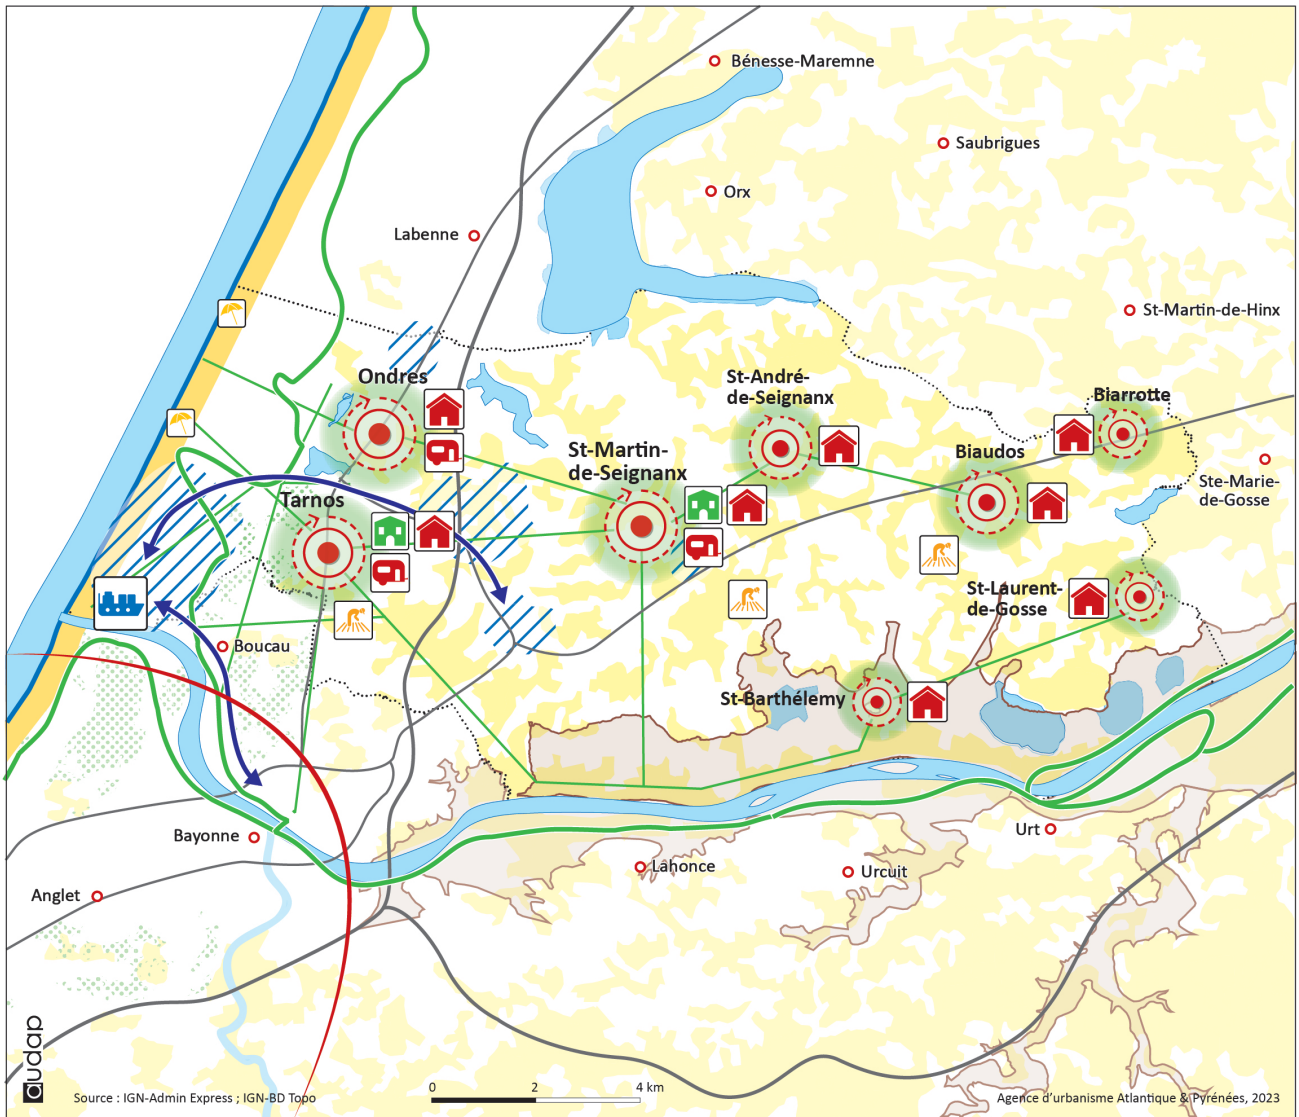 Bénesse-Maremne
Saubrigues
Orx
Labenne
St-Martin-de-Hinx
Ondres
St-André-
de-Seignanx
Biarrotte
St-Martin-
de-Seignanx
Biaudos
Ste-Marie-
de-Gosse
Tarnos
St-Laurent-
de-Gosse
Boucau
St-Barthélemy
Bayonne
Urt
Lahonce
Urcuit
Anglet
audap
0 2 4 km
Source : IGN-Admin Express ; IGN-BD Topo
Agence d'urbanisme Atlantique & Pyrénées, 2023